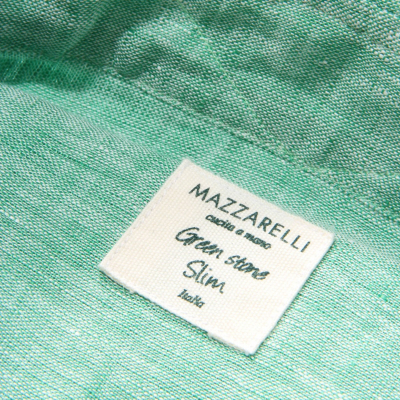 MAZZARELLI
cucita a mano
Green stone
Slim
Italia